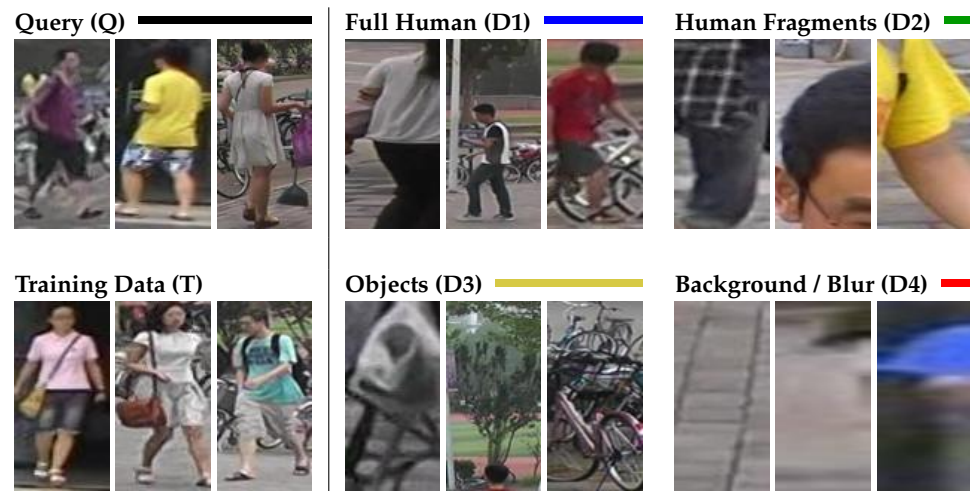 Query (Q)
Full Human (D1)
Human Fragments (D2)
Training Data (T)
Objects (D3)
Background / Blur (D4)